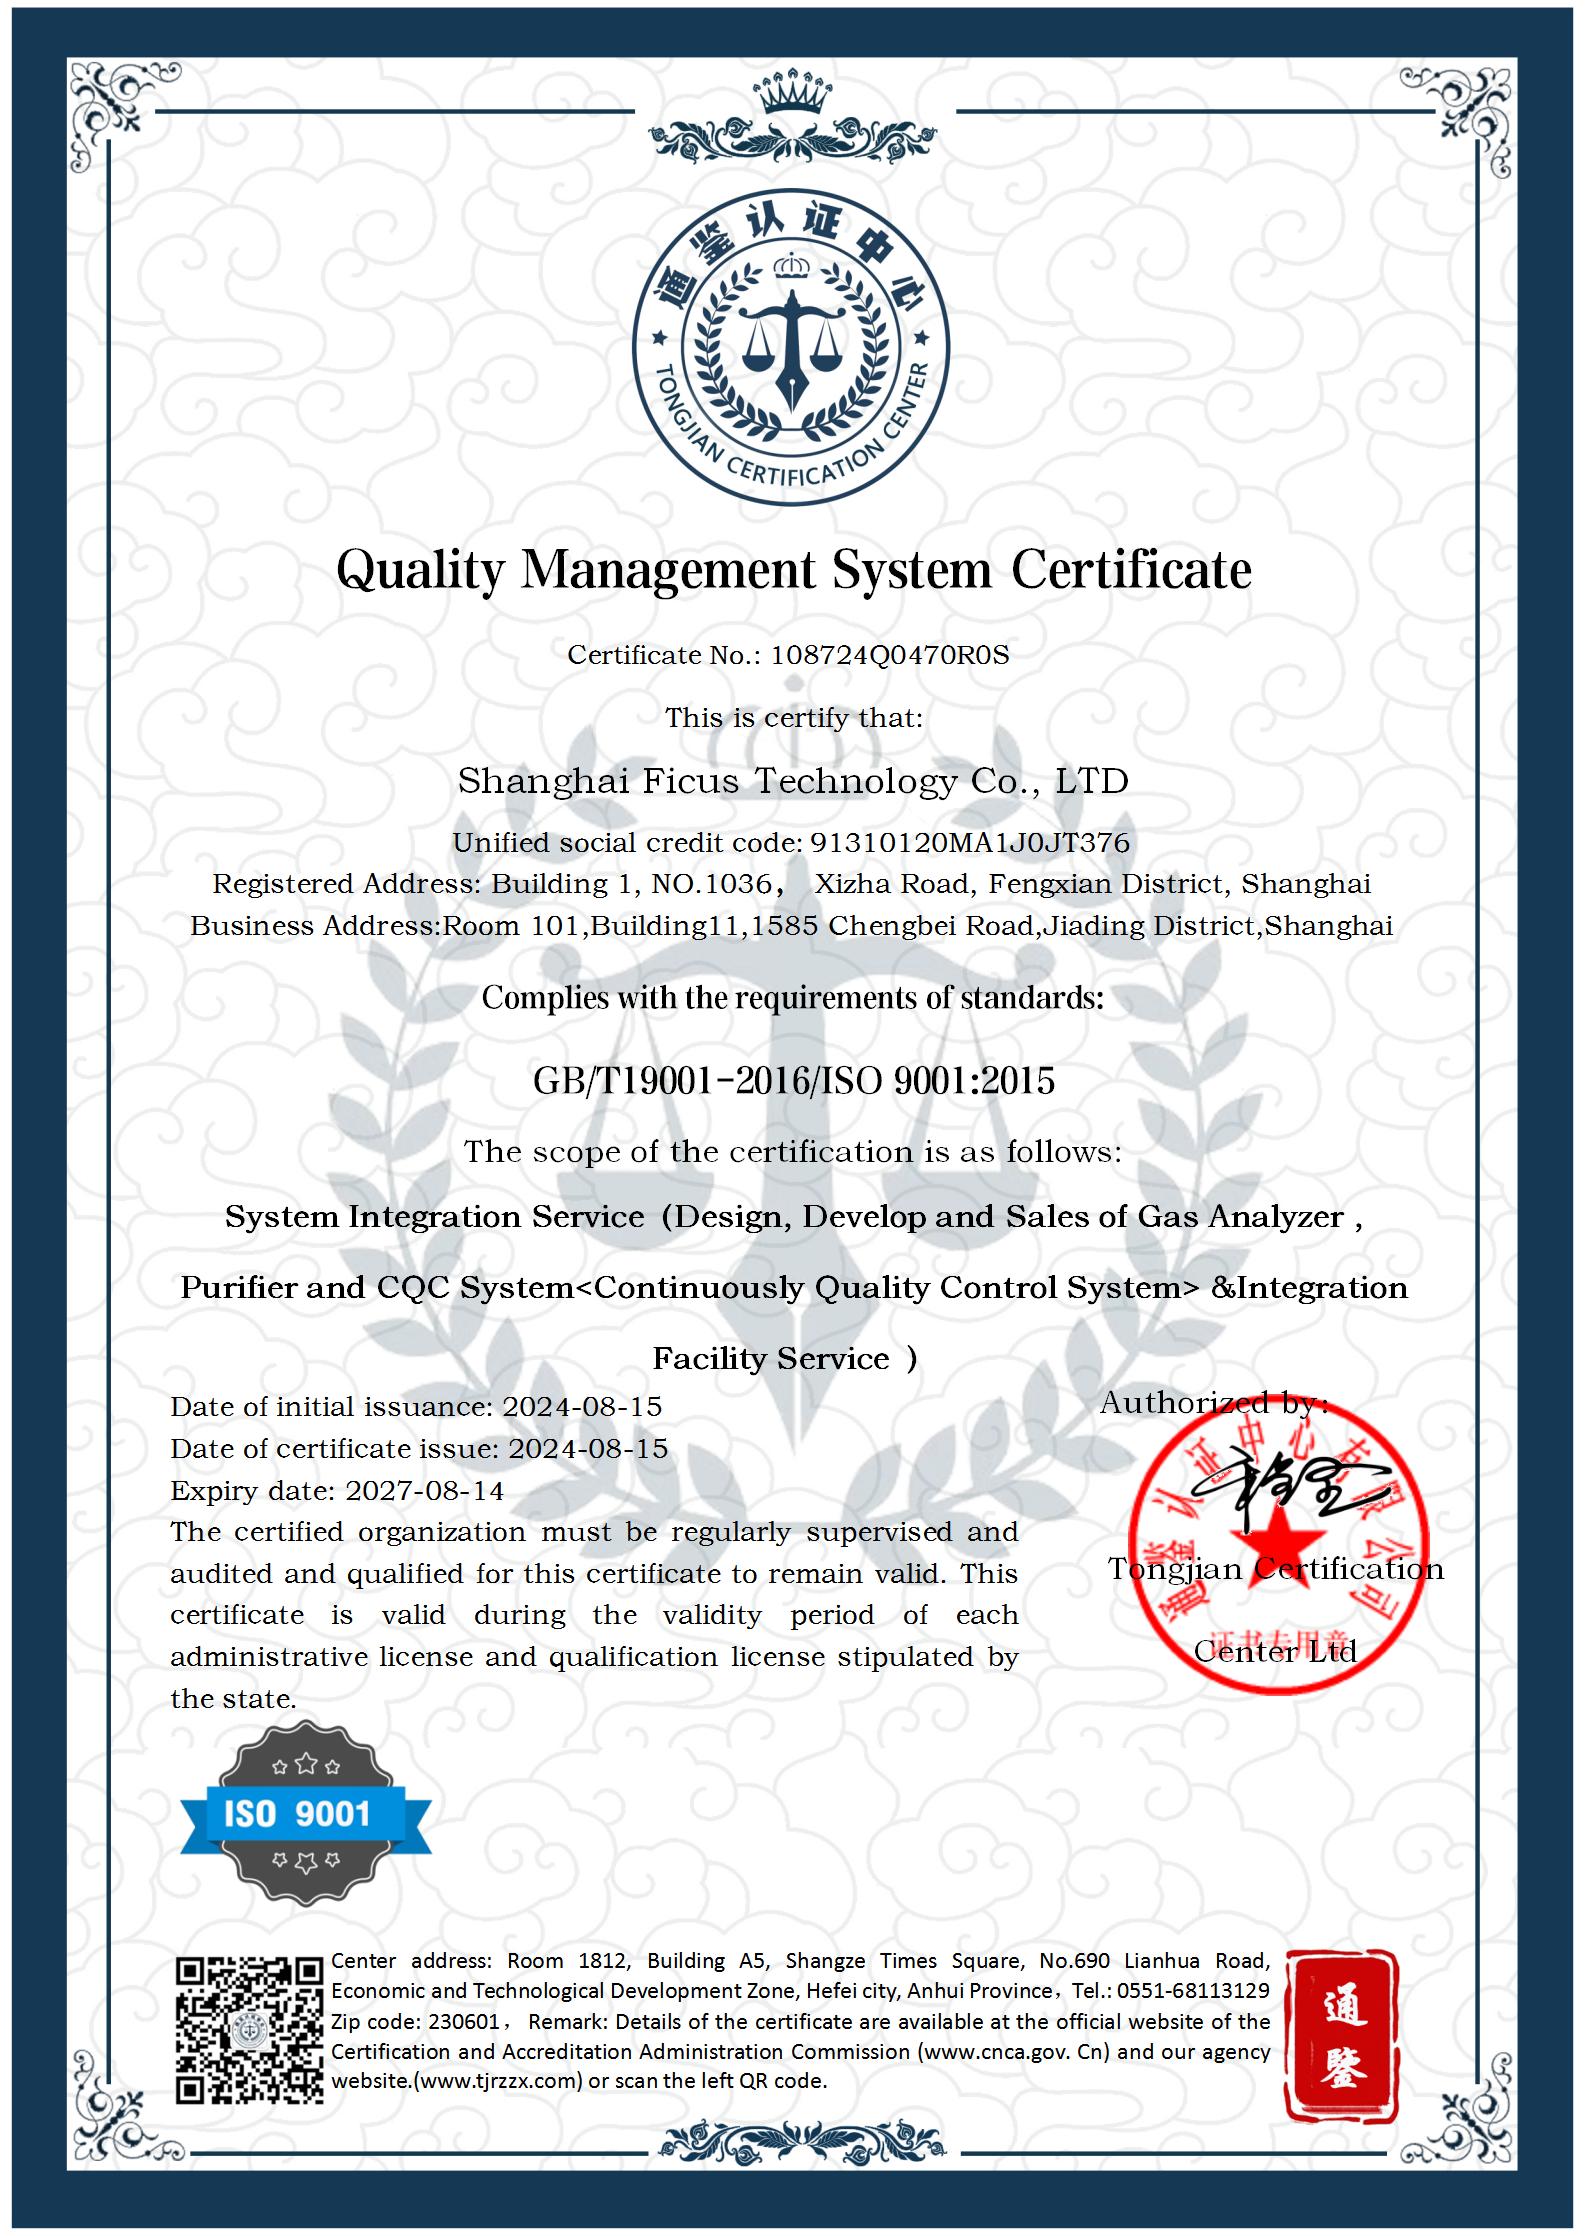 通鉴认证中心
TONGJIAN CERTIFICATION CENTER
Quality Management System Certificate
Certificate No.: 108724Q0470R0S
This is certify that:
Shanghai Ficus Technology Co., LTD
Unified social credit code: 91310120MA1J0JT376
Registered Address: Building 1, NO.1036， Xizha Road, Fengxian District, Shanghai
Business Address:Room 101,Building11,1585 Chengbei Road,Jiading District,Shanghai
Complies with the requirements of standards:
GB/T19001-2016/ISO 9001:2015
The scope of the certification is as follows:
System Integration Service（Design, Develop and Sales of Gas Analyzer ,
Purifier and CQC System<Continuously Quality Control System> &Integration
Facility Service ）
Date of initial issuance: 2024-08-15
Date of certificate issue: 2024-08-15
Expiry date: 2027-08-14
The certified organization must be regularly supervised and
audited and qualified for this certificate to remain valid. This
certificate is valid during the validity period of each
administrative license and qualification license stipulated by
the state.
Authorized by:
通鉴认证中心有限公司
Tongjian Certification
证书专用章
Center Ltd
ISO 9001
Center address: Room 1812, Building A5, Shangze Times Square, No.690 Lianhua Road,
Economic and Technological Development Zone, Hefei city, Anhui Province，Tel.: 0551-68113129
Zip code: 230601， Remark: Details of the certificate are available at the official website of the
Certification and Accreditation Administration Commission (www.cnca.gov. Cn) and our agency
website.(www.tjrzzx.com) or scan the left QR code.
通鑒